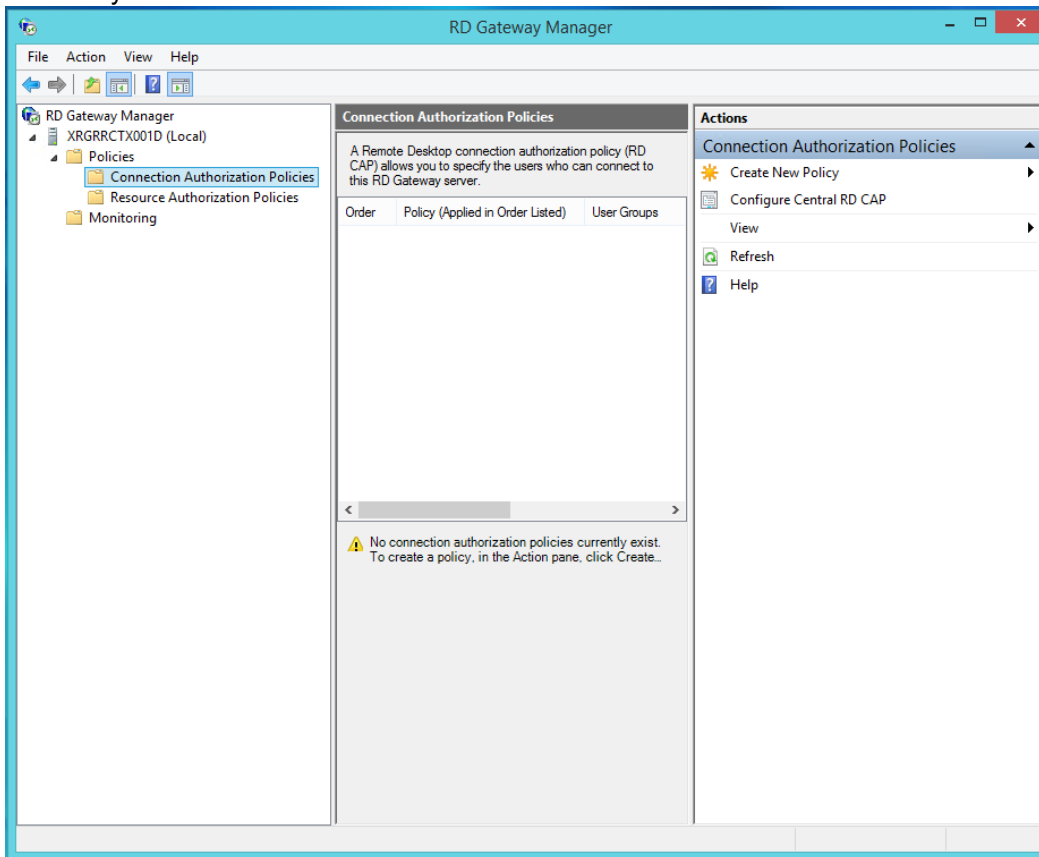 RD Gateway Manager
File Action View Help
RD Gateway Manager
XRGRRCTX001D (Local)
Policies
Connection Authorization Policies
Resource Authorization Policies
Monitoring
Connection Authorization Policies
A Remote Desktop connection authorization policy (RD
CAP) allows you to specify the users who can connect to
this RD Gateway server.
Order Policy (Applied in Order Listed) User Groups
No connection authorization policies currently exist.
To create a policy, in the Action pane, click Create...
Actions
Connection Authorization Policies
Create New Policy
Configure Central RD CAP
View
Refresh
Help